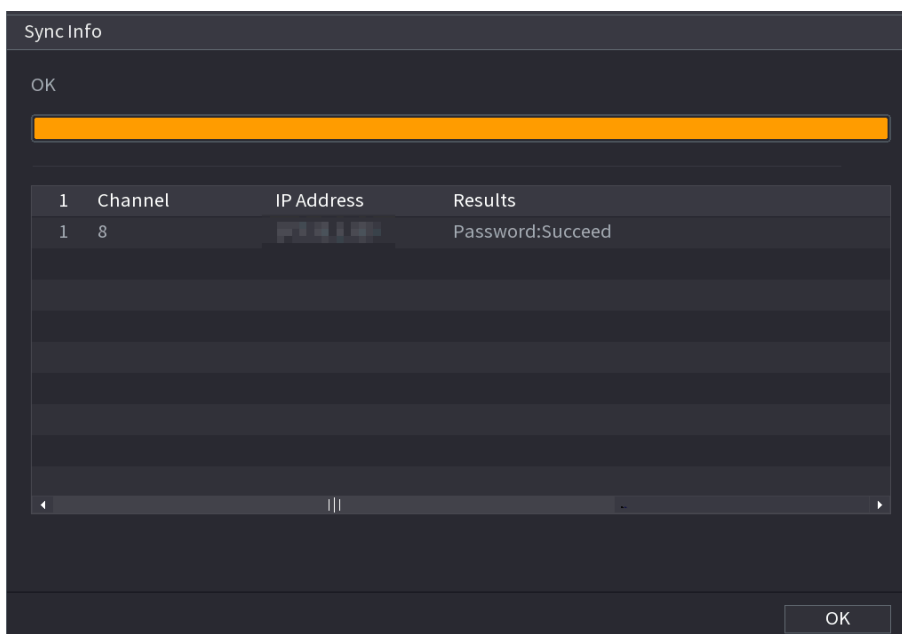 Sync Info
OK
1 Channel IP Address Results
1 8 Password:Succeed
OK